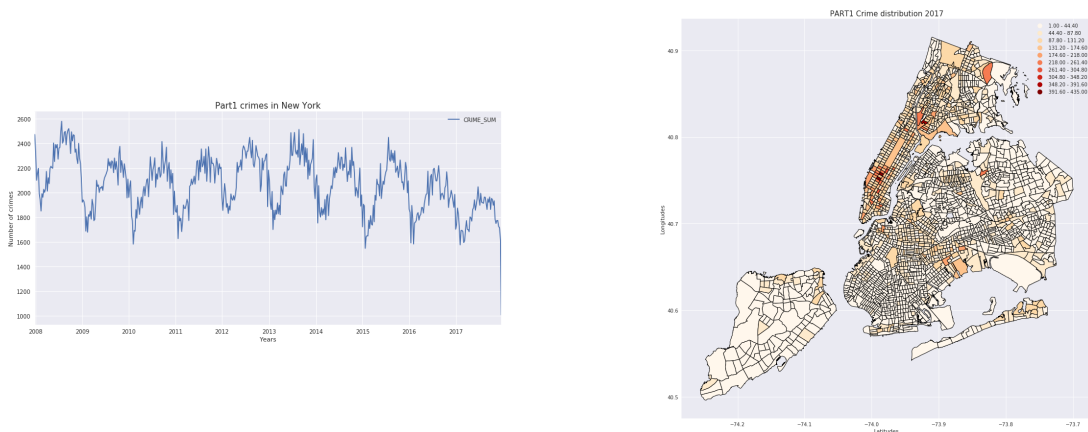 Part1 crimes in New York
CRIME_SUM
2600
2400
2200
2000
1800
1600
1400
1200
1000
Number of crimes
2008
2009
2010
2011
2012
2013
2014
2015
2016
2017
Years
PART1 Crime distribution 2017
1.00 - 44.40
44.40 - 87.80
87.80 - 131.20
131.20 - 174.60
174.60 - 218.00
218.00 - 261.40
261.40 - 304.80
304.80 - 348.20
348.20 - 391.60
391.60 - 435.00
40.9
40.8
40.7
40.6
40.5
Longitudes
−74.2
−74.1
−74.0
−73.9
−73.8
−73.7
Latitudes